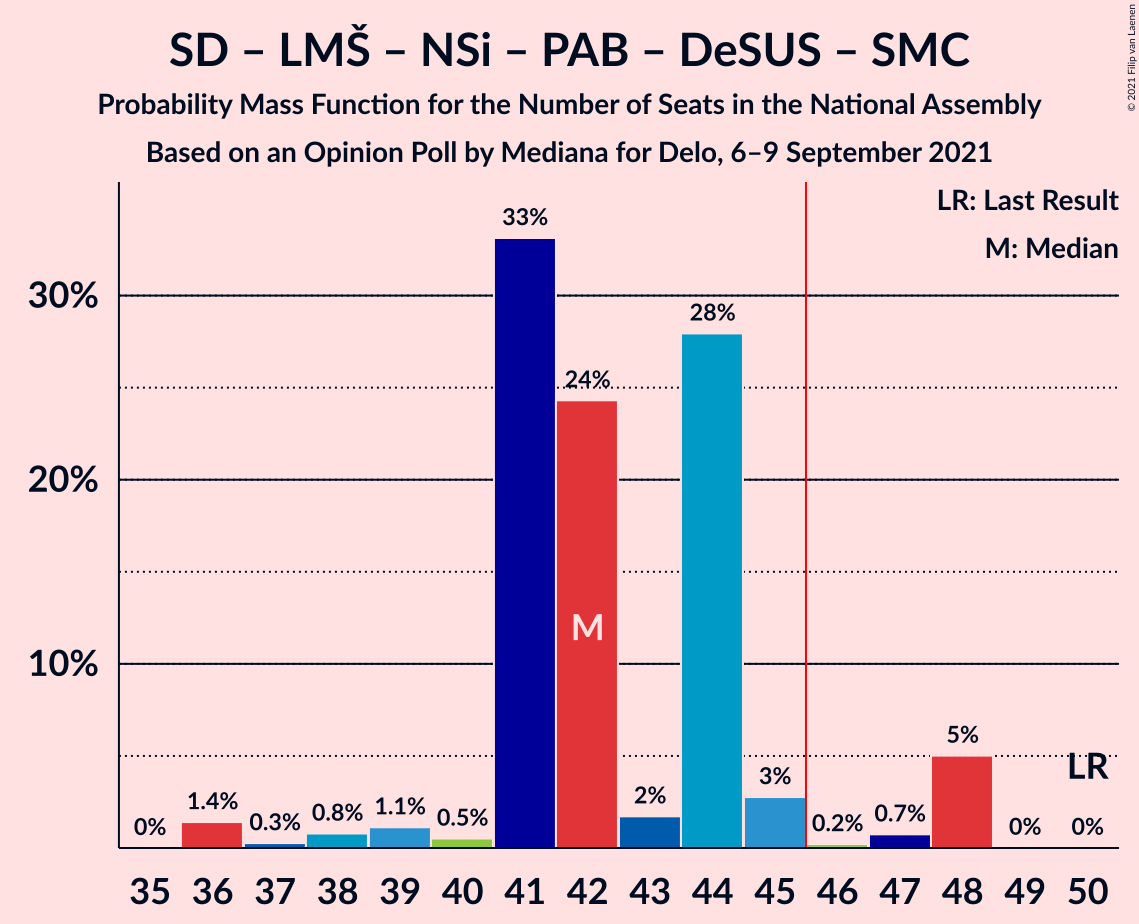 SD – LMŠ – NSi – PAB – DeSUS – SMC
Probability Mass Function for the Number of Seats in the National Assembly
Based on an Opinion Poll by Mediana for Delo, 6–9 September 2021
© 2021 Filip van Laenen
LR: Last Result
M: Median
30%
20%
10%
0%
1.4%
0.3%
0.8%
1.1%
0.5%
33%
24%
2%
28%
3%
0.2%
0.7%
5%
0%
0%
M
LR
35 36 37 38 39 40 41 42 43 44 45 46 47 48 49 50